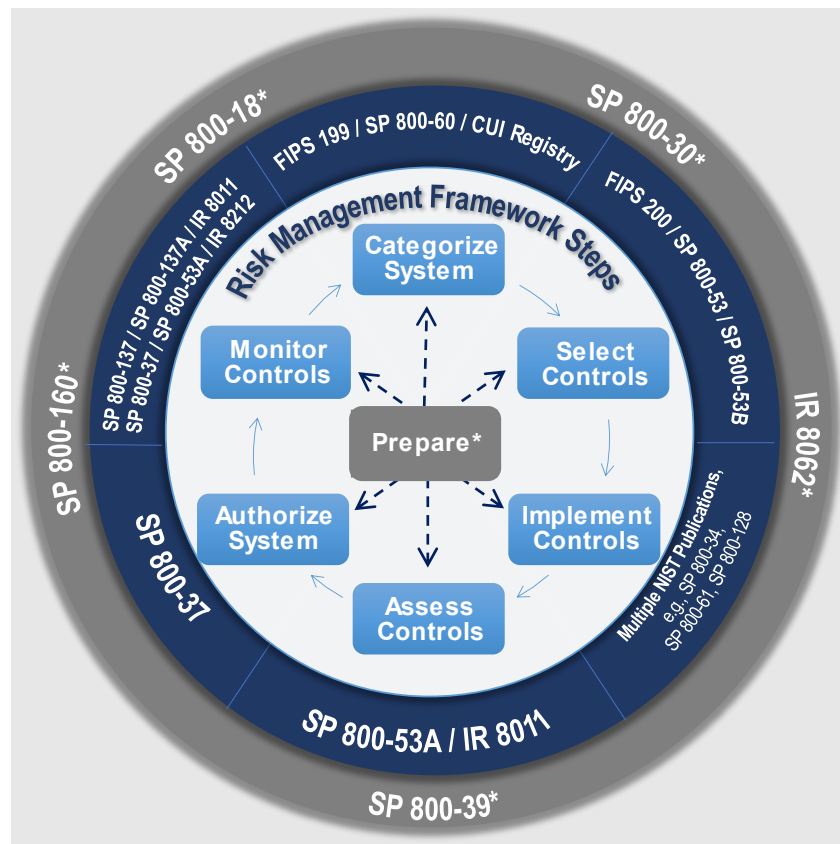 SP 800-18*
SP 800-30*
IR 8062*
SP 800-39*
SP 800-160*
FIPS 199 / SP 800-60 / CUI Registry
FIPS 200 / SP 800-53 / SP 800-53B
Multiple NIST Publications,
e.g., SP 800-34,
SP 800-61, SP 800-128
SP 800-53A / IR 8011
SP 800-37
SP 800-137 / SP 800-137A / IR 8011
SP 800-37 / SP 800-53A / IR 8212
Risk Management Framework Steps
Categorize
System
Select
Controls
Implement
Controls
Assess
Controls
Authorize
System
Monitor
Controls
Prepare*